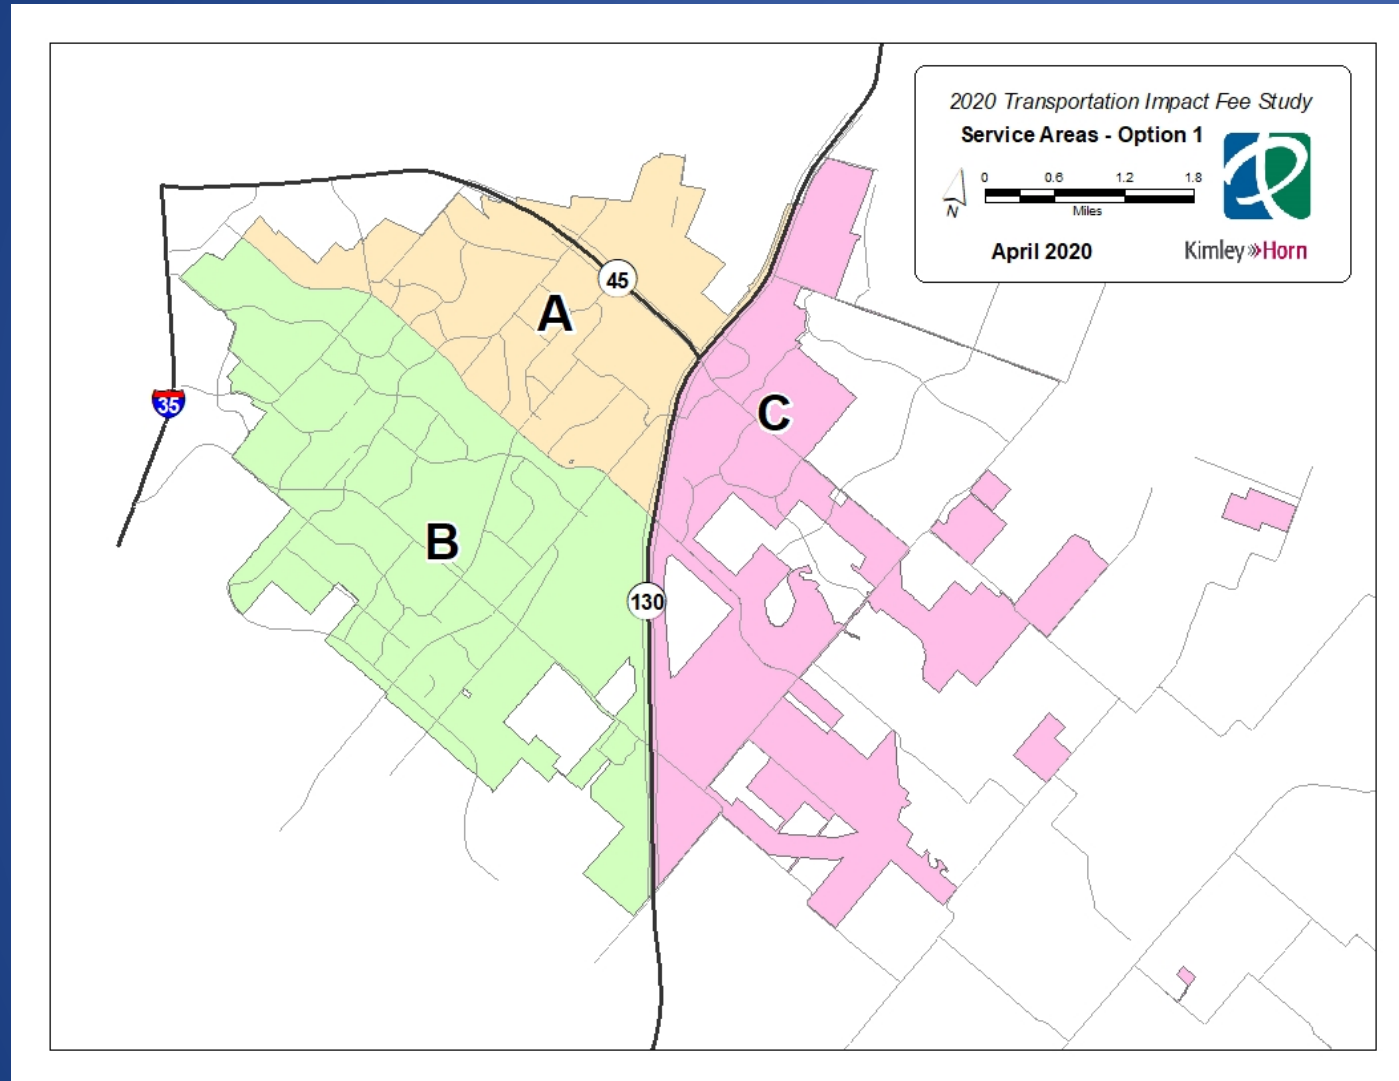 2020 Transportation Impact Fee Study
Service Areas - Option 1
0 0.6 1.2 1.8
Miles
N
April 2020
Kimley»Horn
45
A
35
C
B
130